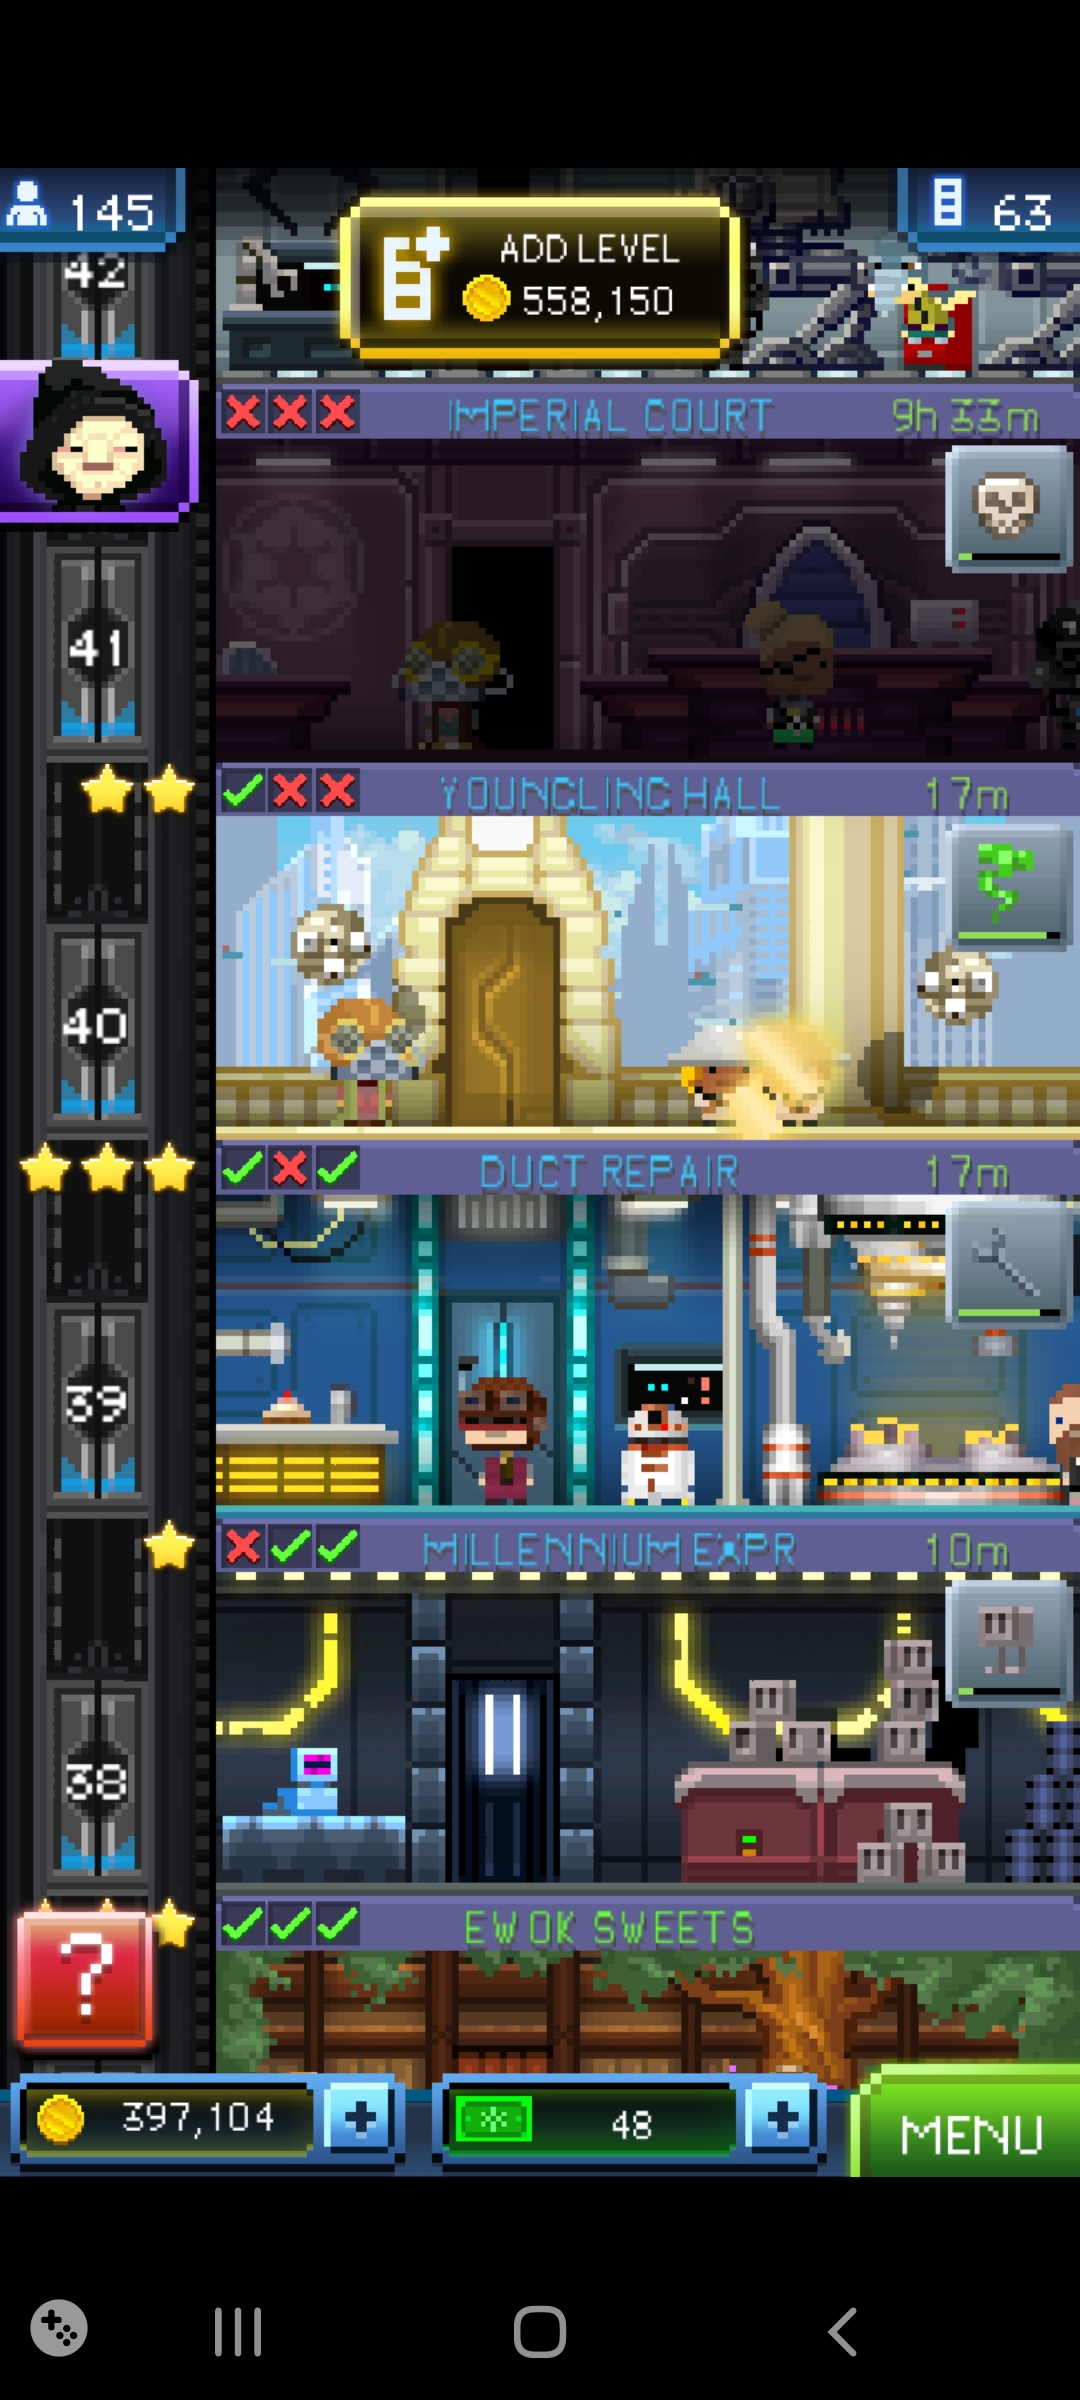 145
63
42
ADD LEVEL
558,150
IMPERIAL COURT
9h 33m
41
YOUNGLING HALL
17m
40
DUCT REPAIR
17m
39
MILLENNIUM EXPR
10m
38
?
EWOK SWEETS
397,104
+
48
+
MENU